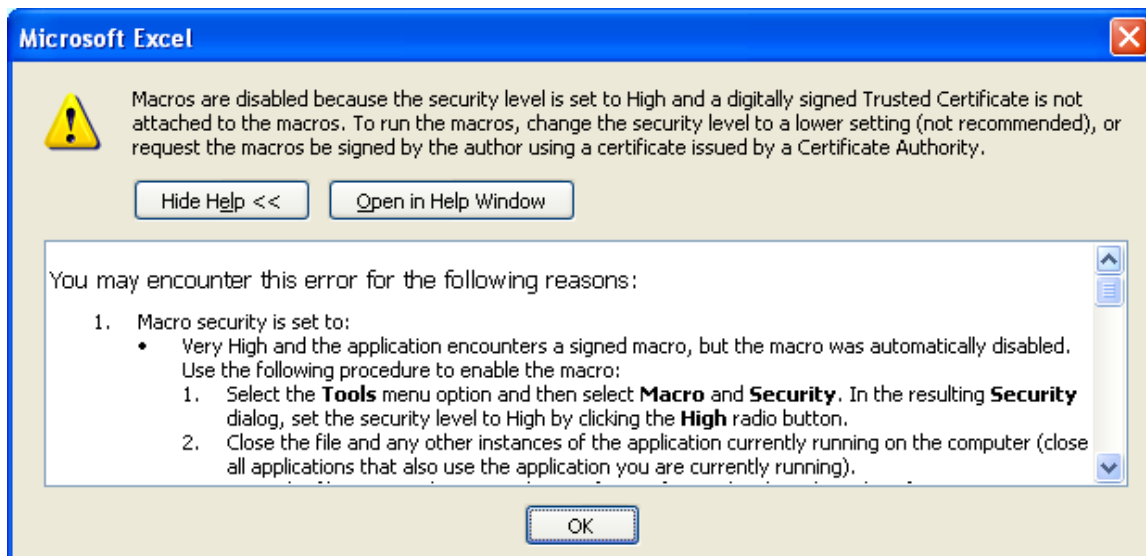 Microsoft Excel
Macros are disabled because the security level is set to High and a digitally signed Trusted Certificate is not
attached to the macros. To run the macros, change the security level to a lower setting (not recommended), or
request the macros be signed by the author using a certificate issued by a Certificate Authority.
Hide Help << Open in Help Window
You may encounter this error for the following reasons:
1. Macro security is set to:
• Very High and the application encounters a signed macro, but the macro was automatically disabled.
Use the following procedure to enable the macro:
1. Select the Tools menu option and then select Macro and Security. In the resulting Security
dialog, set the security level to High by clicking the High radio button.
2. Close the file and any other instances of the application currently running on the computer (close
all applications that also use the application you are currently running).
OK